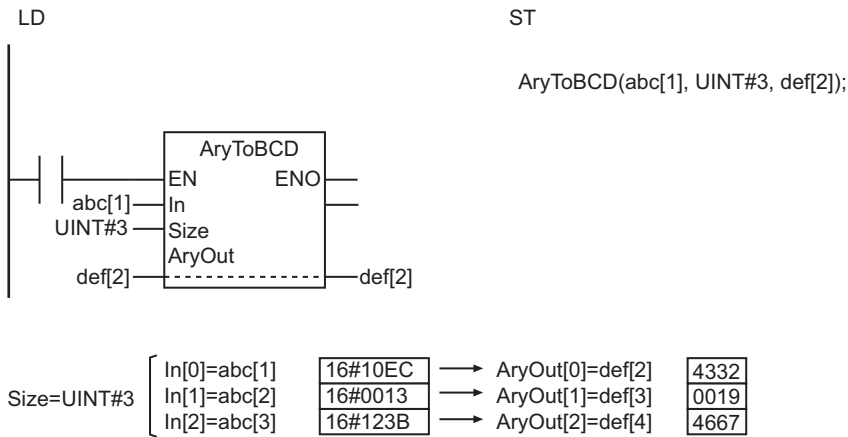 LD
ST
AryToBCD(abc[1], UINT#3, def[2]);
AryToBCD
EN ENO
abc[1] In
UINT#3 Size
AryOut
def[2] def[2]
In[0]=abc[1] 16#10EC AryOut[0]=def[2] 4332
Size=UINT#3 In[1]=abc[2] 16#0013 AryOut[1]=def[3] 0019
In[2]=abc[3] 16#123B AryOut[2]=def[4] 4667